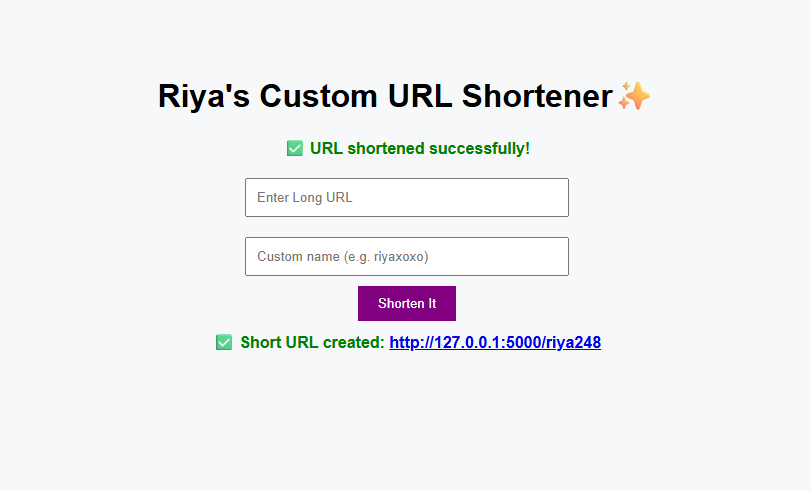 Riya's Custom URL Shortener ✨
✅ URL shortened successfully!
Enter Long URL
Custom name (e.g. riyaxoxo)
Shorten It
✅ Short URL created: http://127.0.0.1:5000/riya248